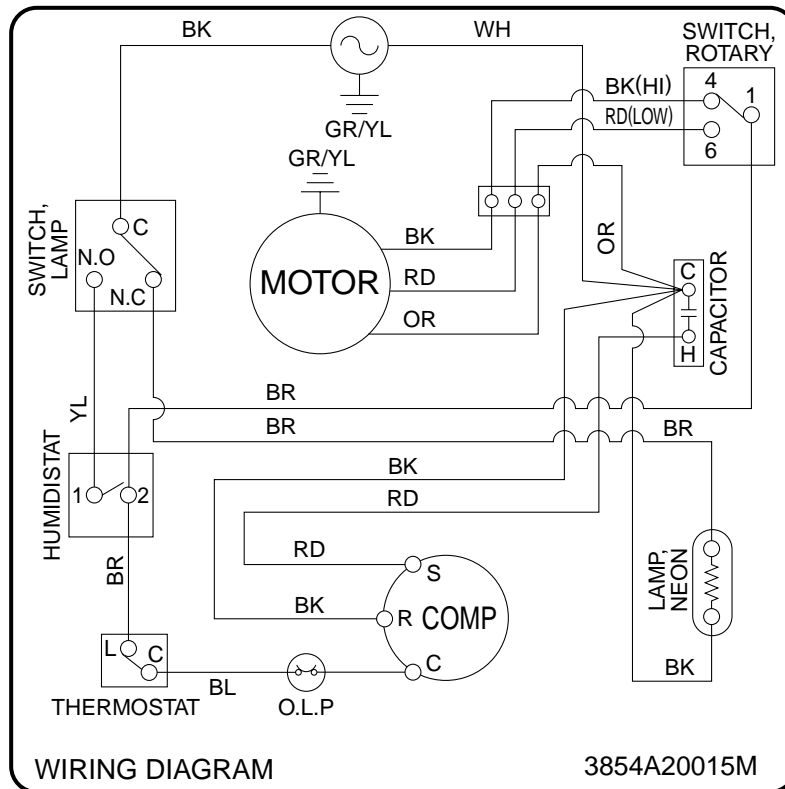 BK
WH
SWITCH,
ROTARY
BK(HI)
4
1
RD(LOW)
6
GR/YL
GR/YL
SWITCH,
LAMP
C
N.O
N.C
MOTOR
BK
RD
OR
OR
C
H
CAPACITOR
YL
BR
BR
BR
HUMIDISTAT
1
2
BK
RD
RD
S
BK
R
COMP
C
LAMP,
NEON
BR
L
C
BL
O.L.P
BK
THERMOSTAT
WIRING DIAGRAM
3854A20015M